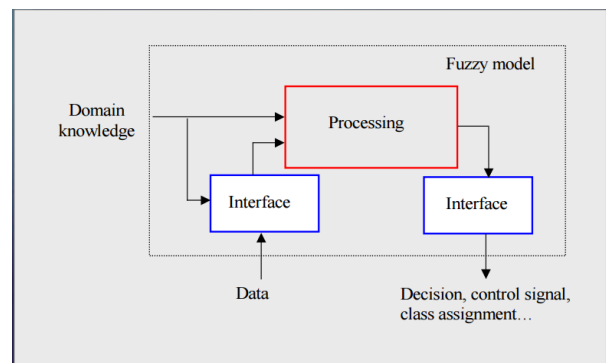 Fuzzy model
Domain
knowledge
Processing
Interface
Interface
Data
Decision, control signal,
class assignment…